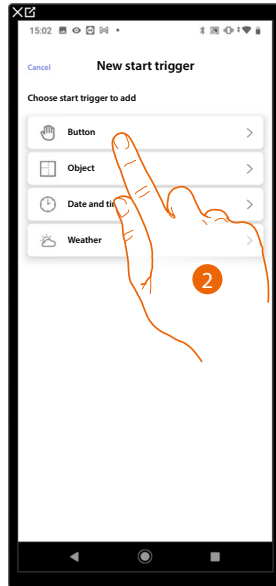 15:02
Cancel New start trigger
Choose start trigger to add
Button
Object
Date and ti
Weather
2